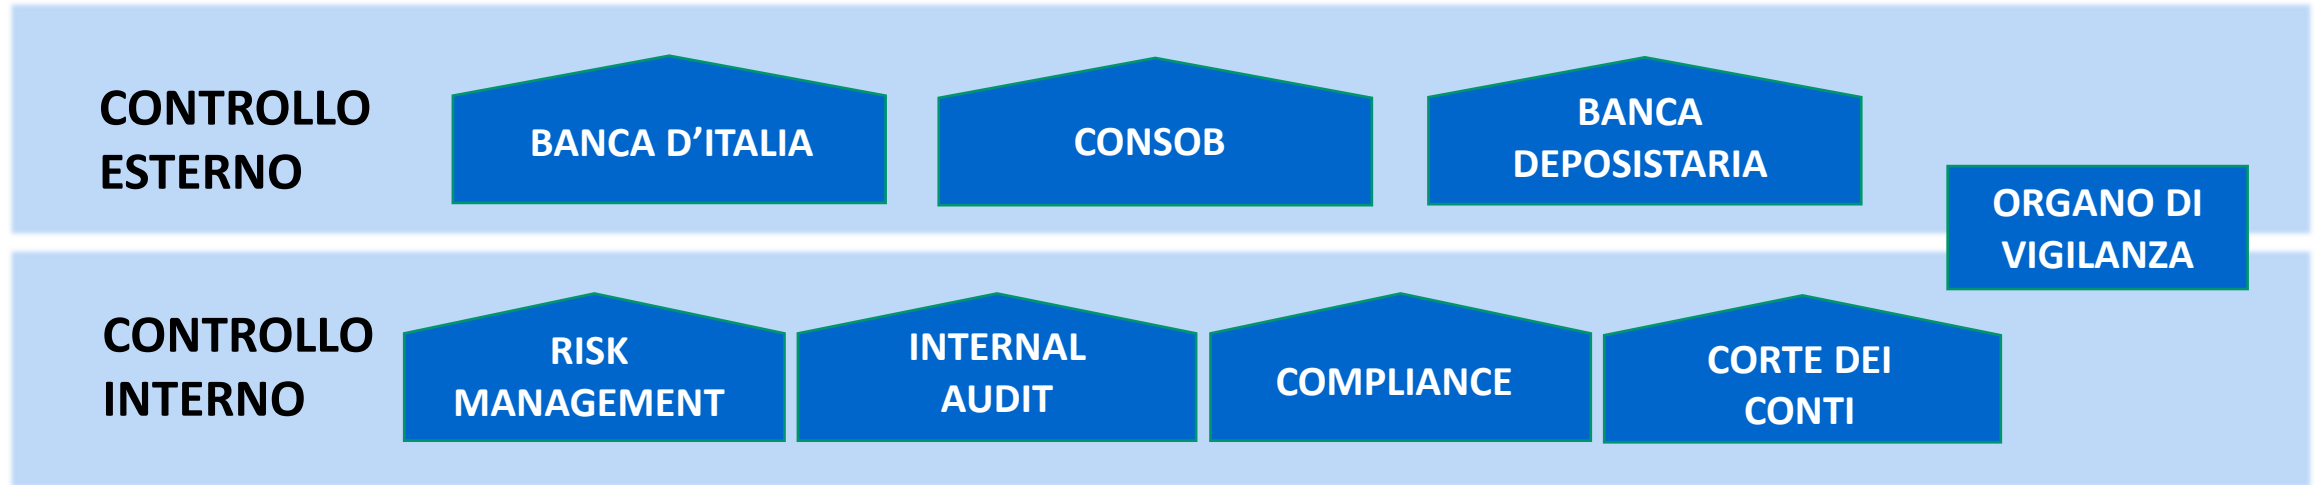 CONTROLLO
ESTERNO
BANCA D’ITALIA
CONSOB
BANCA
DEPOSISTARIA
ORGANO DI
VIGILANZA
CONTROLLO
INTERNO
RISK
MANAGEMENT
INTERNAL
AUDIT
COMPLIANCE
CORTE DEI
CONTI